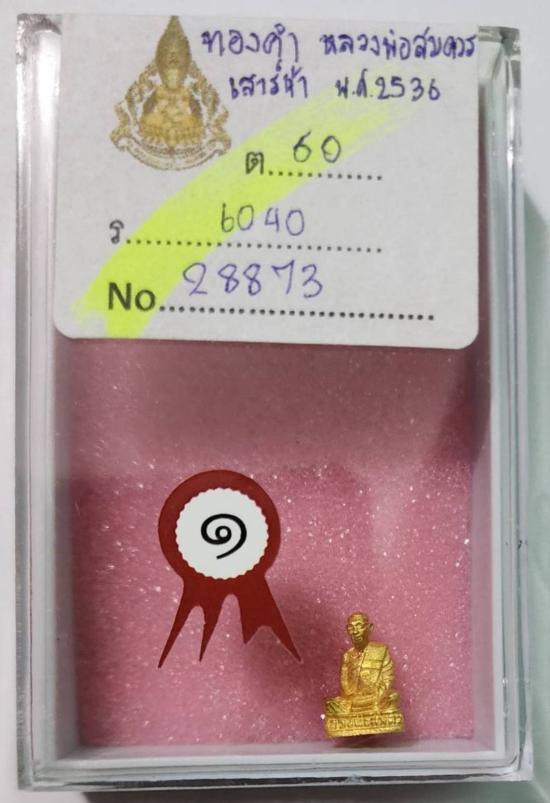 ทองคำ หลวงพ่อสมควร
เสาร์ห้า พ.ศ.2536
ต. 60
ร. 6040
No. 28873
๑